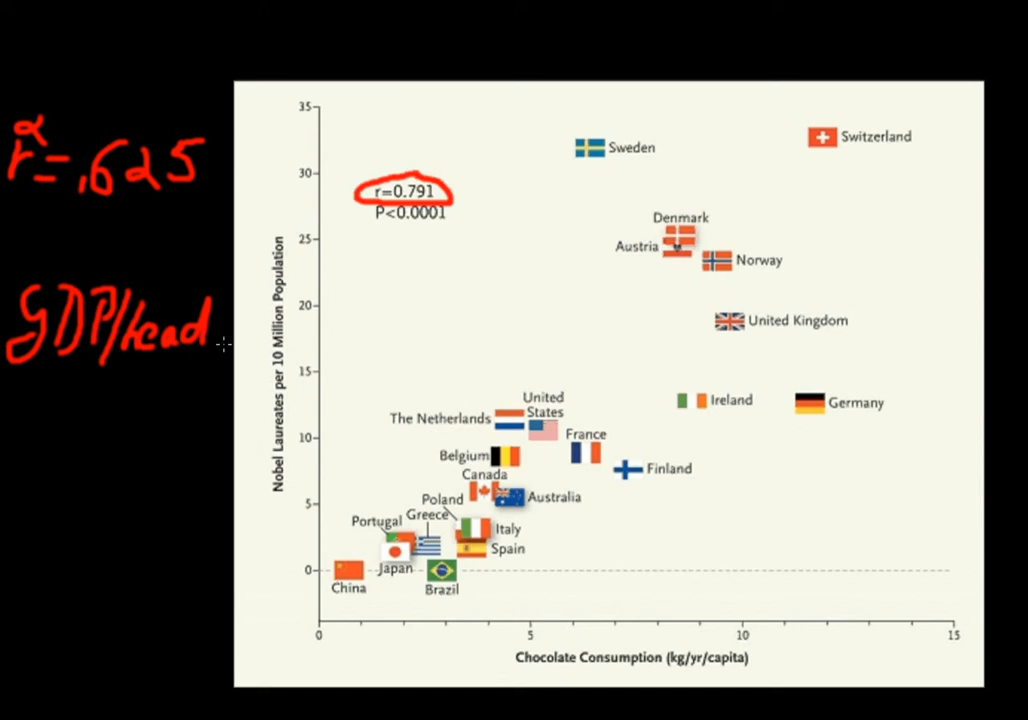 r²=.625
GDP/head
35
30
25
20
15
10
5
0
Nobel Laureates per 10 Million Population
r=0.791
P<0.0001
Sweden
Switzerland
Denmark
Austria
Norway
United Kingdom
Ireland
Germany
United
States
The Netherlands
France
Belgium
Finland
Canada
Australia
Poland
Greece
Portugal
Italy
Spain
Japan
China
Brazil
0 5 10 15
Chocolate Consumption (kg/yr/capita)